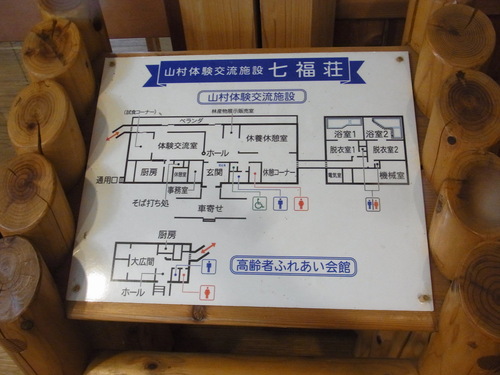 山村体験交流施設 七福荘
山村体験交流施設
(試食コーナー)
林産物展示販売室
ベランダ
浴室1
浴室2
体験交流室
ホール
休養休憩室
脱衣室1
脱衣室2
厨房
玄関
休憩コーナー
電気室
機械室
通用口
事務室
そば打ち処
車寄せ
厨房
大広間
高齢者ふれあい会館
ホール